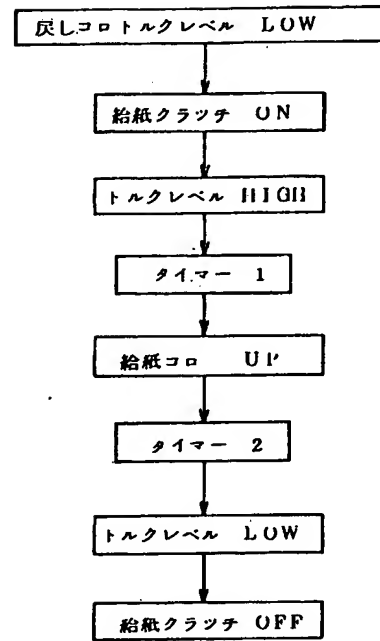 戻しコロトルクレベル LOW
給紙クラッチ ON
トルクレベル HIGH
タイマー 1
給紙コロ UP
タイマー 2
トルクレベル LOW
給紙クラッチ OFF